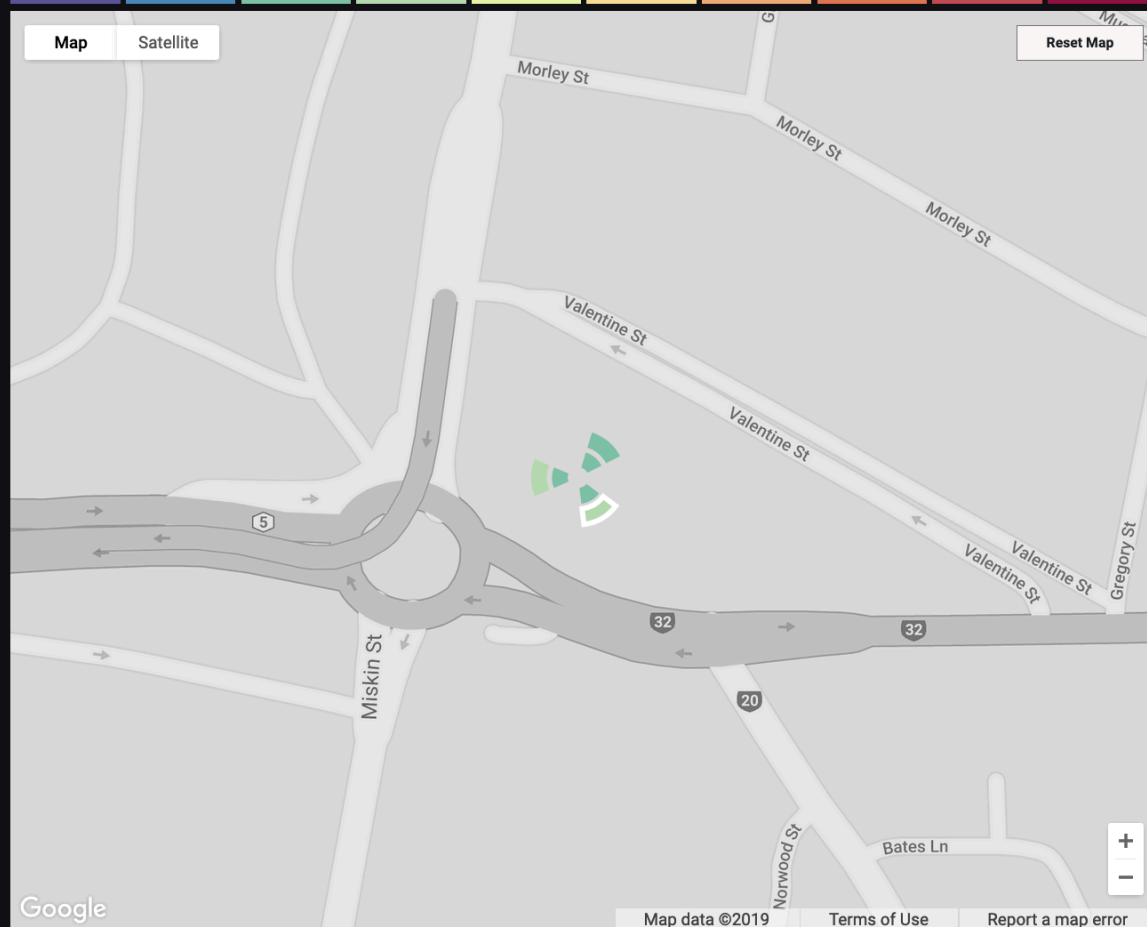 Map
Satellite
Reset Map
G
Morley St
Morley St
Morley St
Valentine St
Valentine St
Valentine St
Valentine St
Gregory St
5
32
32
Miskin St
20
Norwood St
Bates Ln
+
−
Google
Map data ©2019
Terms of Use
Report a map error